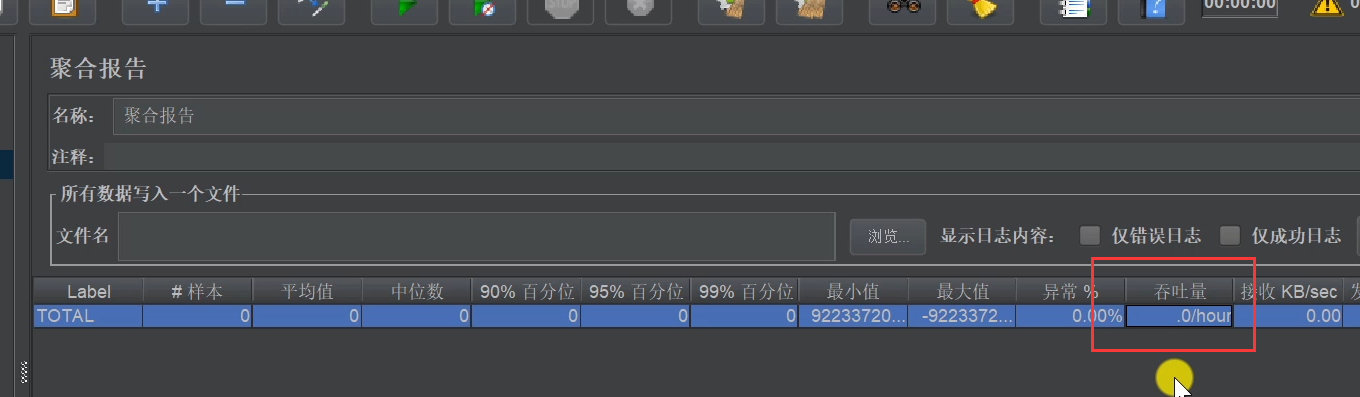 STOP
00:00:00
聚合报告
名称： 聚合报告
注释：
所有数据写入一个文件
文件名 浏览... 显示日志内容： 仅错误日志 仅成功日志
Label # 样本 平均值 中位数 90% 百分位 95% 百分位 99% 百分位 最小值 最大值 异常 % 吞吐量 接收 KB/sec
TOTAL 0 0 0 0 0 0 92233720... -9223372... 0.00% .0/hour 0.00